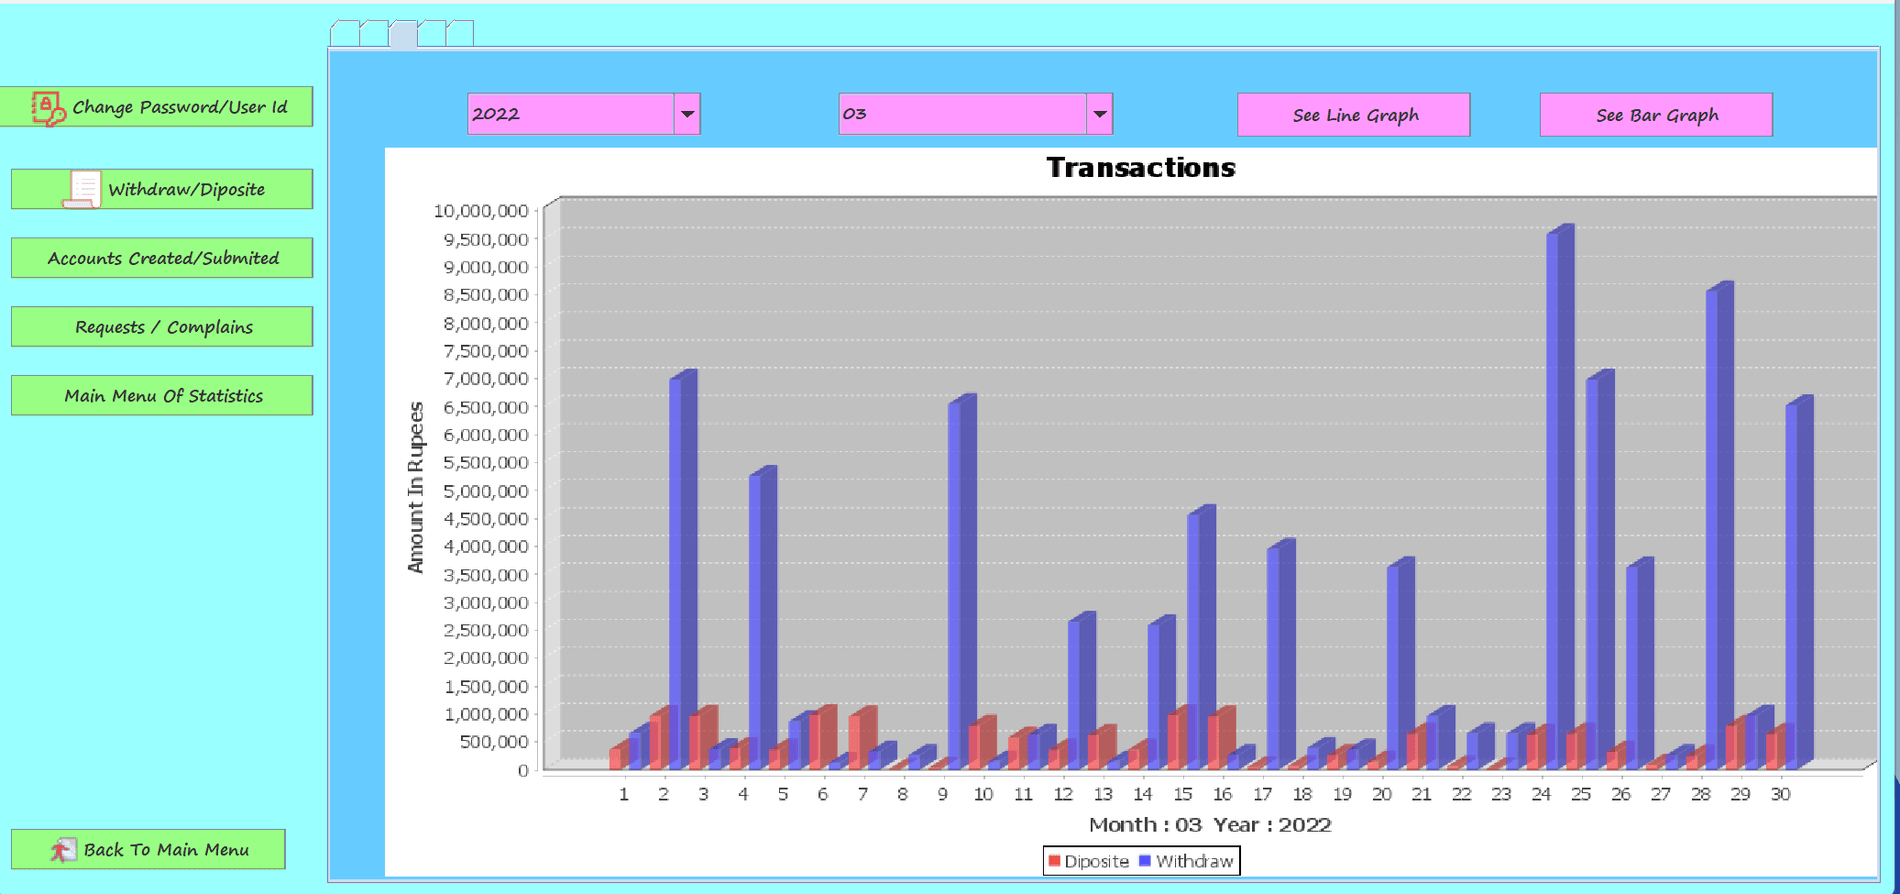 Change Password/User Id
Withdraw/Diposite
Accounts Created/Submited
Requests / Complains
Main Menu Of Statistics
Back To Main Menu
2022
03
See Line Graph
See Bar Graph
Transactions
10,000,000
9,500,000
9,000,000
8,500,000
8,000,000
7,500,000
7,000,000
6,500,000
6,000,000
5,500,000
5,000,000
4,500,000
4,000,000
3,500,000
3,000,000
2,500,000
2,000,000
1,500,000
1,000,000
500,000
0
Amount In Rupees
1 2 3 4 5 6 7 8 9 10 11 12 13 14 15 16 17 18 19 20 21 22 23 24 25 26 27 28 29 30
Month : 03 Year : 2022
Diposite Withdraw